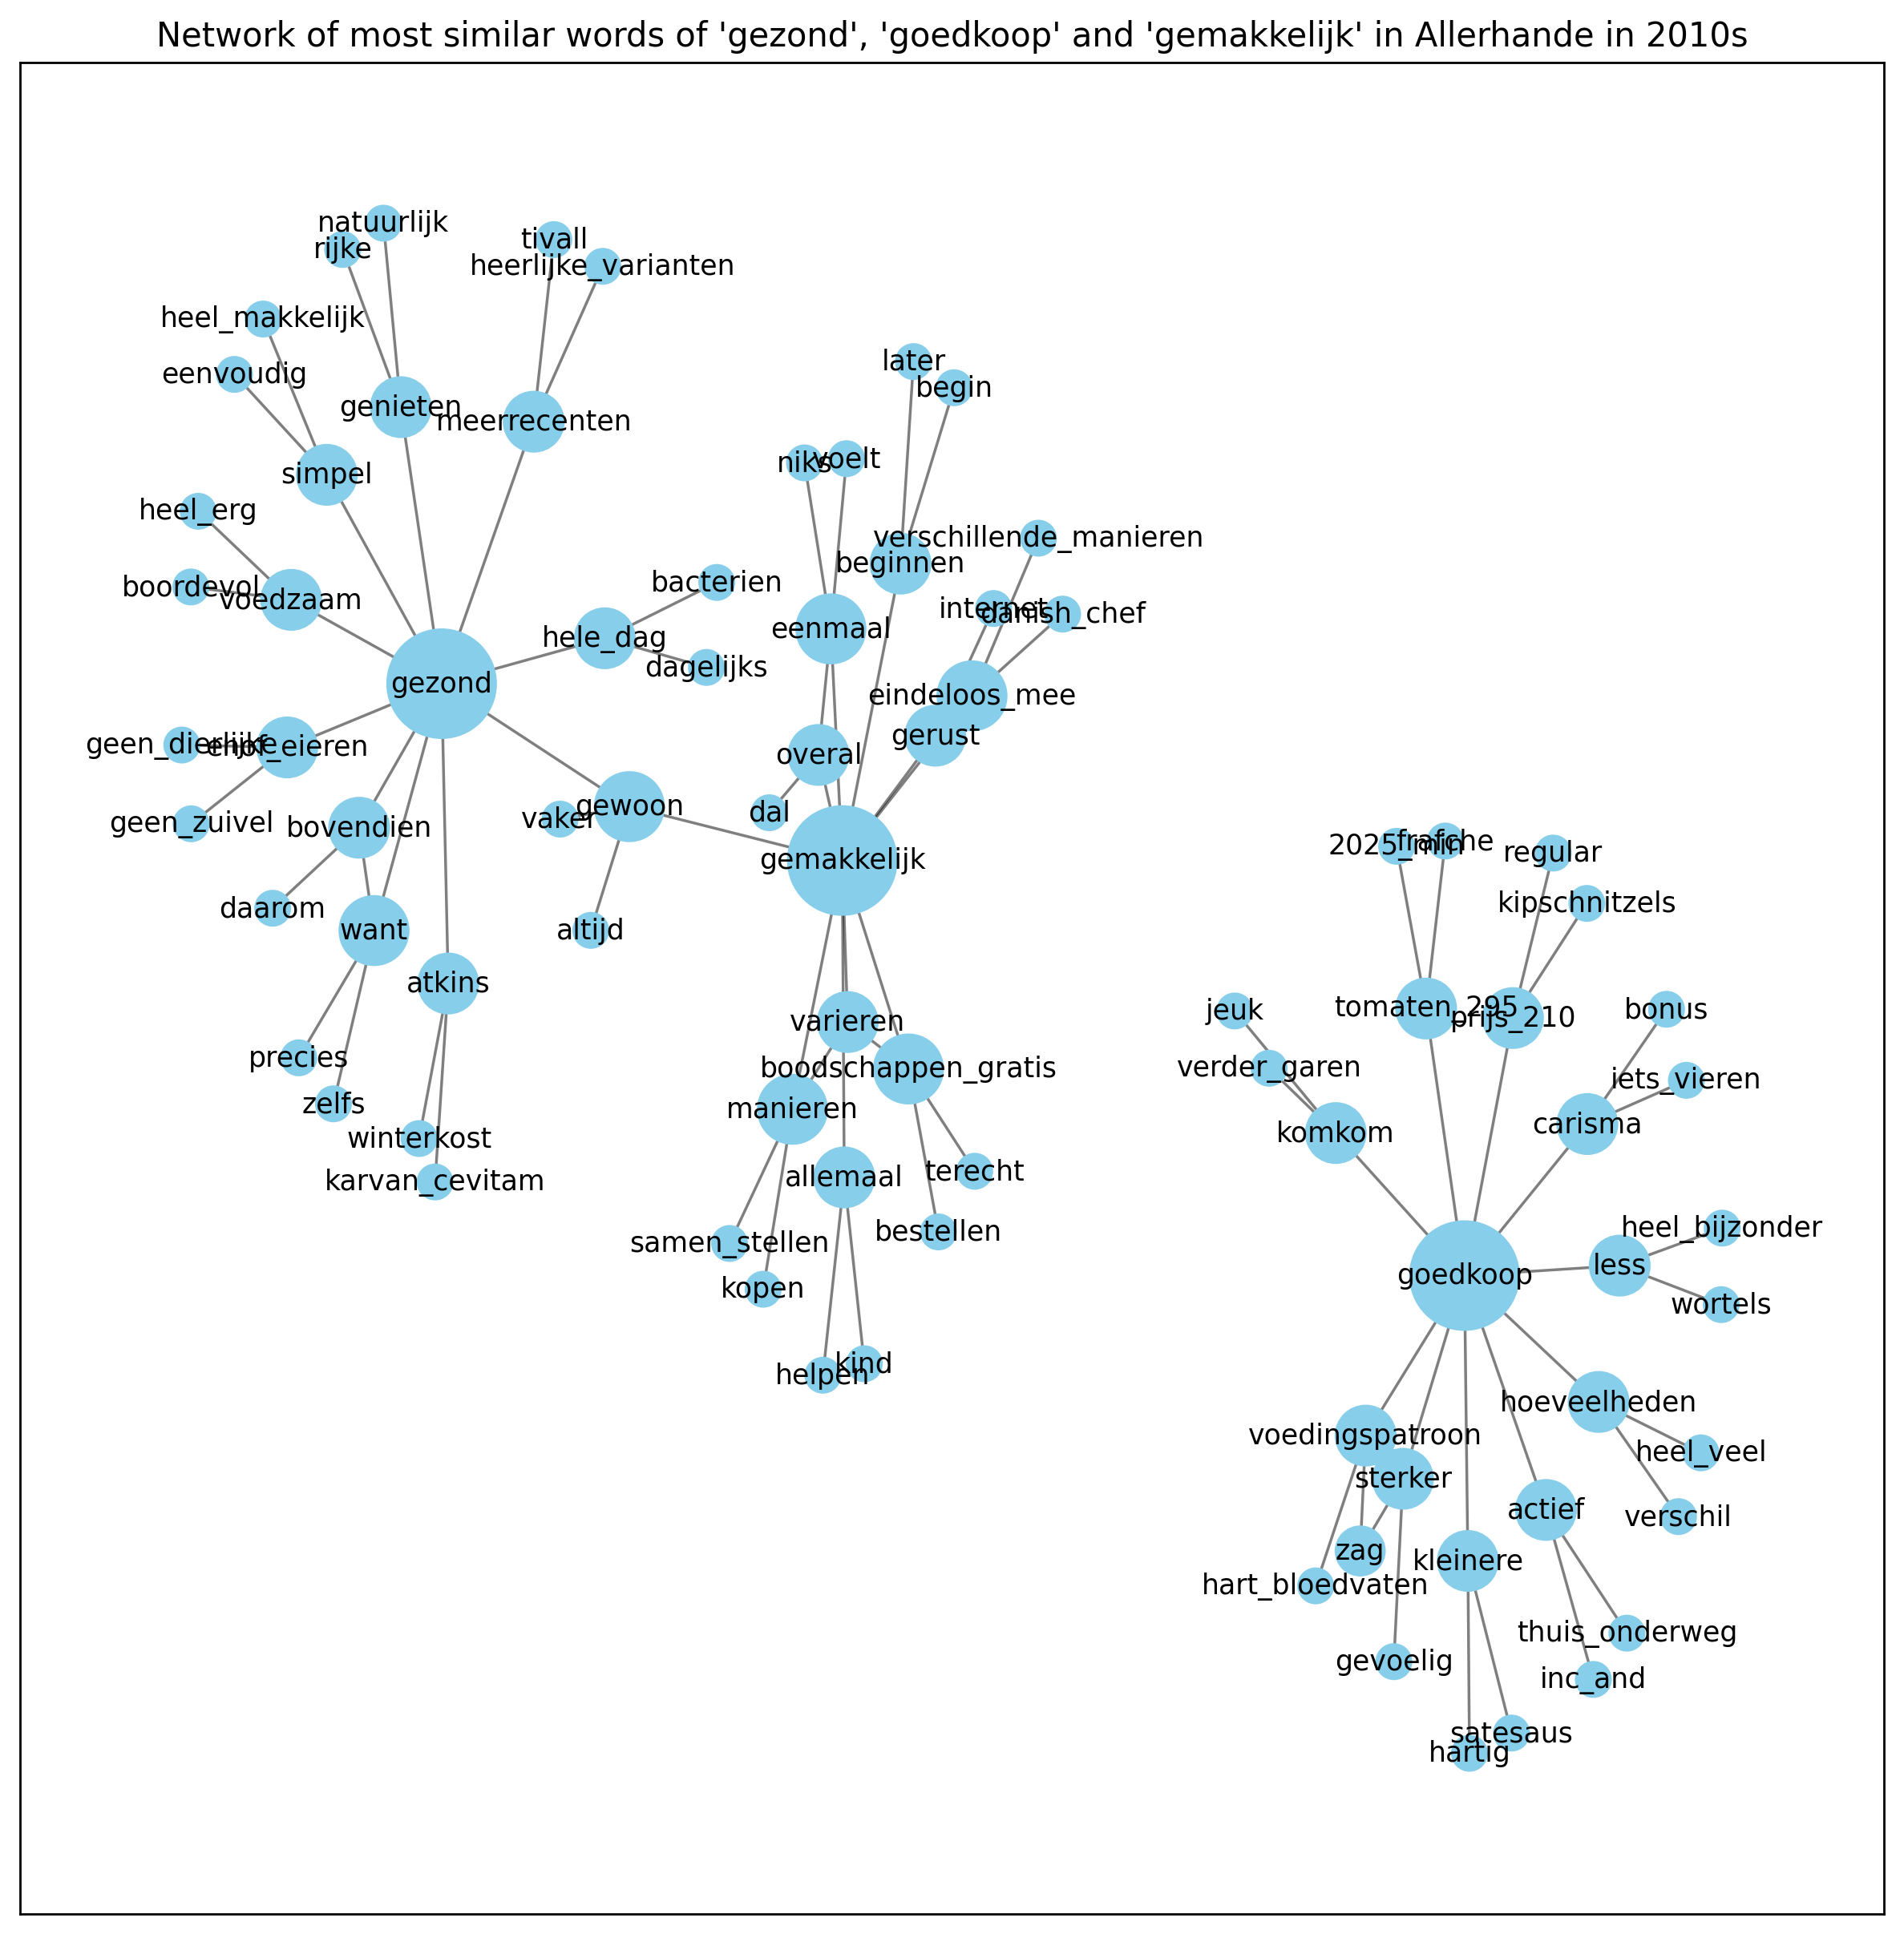 Network of most similar words of 'gezond', 'goedkoop' and 'gemakkelijk' in Allerhande in 2010s
natuurlijk
rijke
tivall
heerlijke_varianten
heel_makkelijk
eenvoudig
genieten
meerrecenten
simpel
later
begin
niks
voelt
heel_erg
verschillende_manieren
beginnen
boordevol
voedzaam
bacterien
internet
danish_chef
hele_dag
eenmaal
dagelijks
gezond
eindeloos_mee
gerust
geen_dierlijke
eieren
overal
gewoon
vaker
dal
geen_zuivel
bovendien
gemakkelijk
2025_min
frafche
regular
kipschnitzels
daarom
want
altijd
atkins
tomaten_295
prijs_210
bonus
jeuk
varieren
precies
boodschappen_gratis
verder_garen
iets_vieren
zelfs
manieren
komkom
carisma
winterkost
karvan_cevitam
allemaal
terecht
samen_stellen
bestellen
heel_bijzonder
kopen
goedkoop
less
wortels
helpen
kind
hoeveelheden
voedingspatroon
heel_veel
sterker
actief
verschil
zag
kleinere
hart_bloedvaten
thuis_onderweg
gevoelig
inc_and
satesaus
hartig